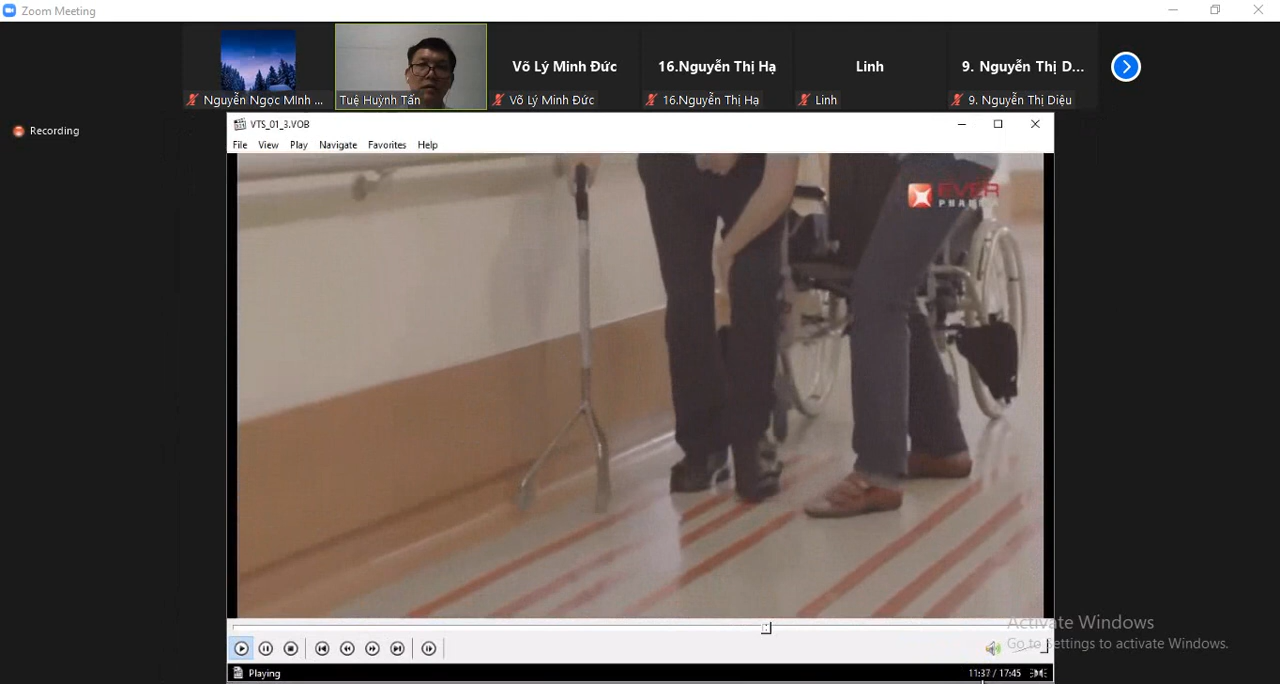 Zoom Meeting
Võ Lý Minh Đức
16.Nguyễn Thị Hạ
Linh
9. Nguyễn Thị D...
Nguyễn Ngọc Minh ...
Tuệ Huỳnh Tấn
Võ Lý Minh Đức
16.Nguyễn Thị Hạ
Linh
9. Nguyễn Thị Diệu
Recording
VTS_01_3.VOB
File View Play Navigate Favorites Help
EVER
PHARMA
Activate Windows
Go to Settings to activate Windows.
Playing
11:37 / 17:45